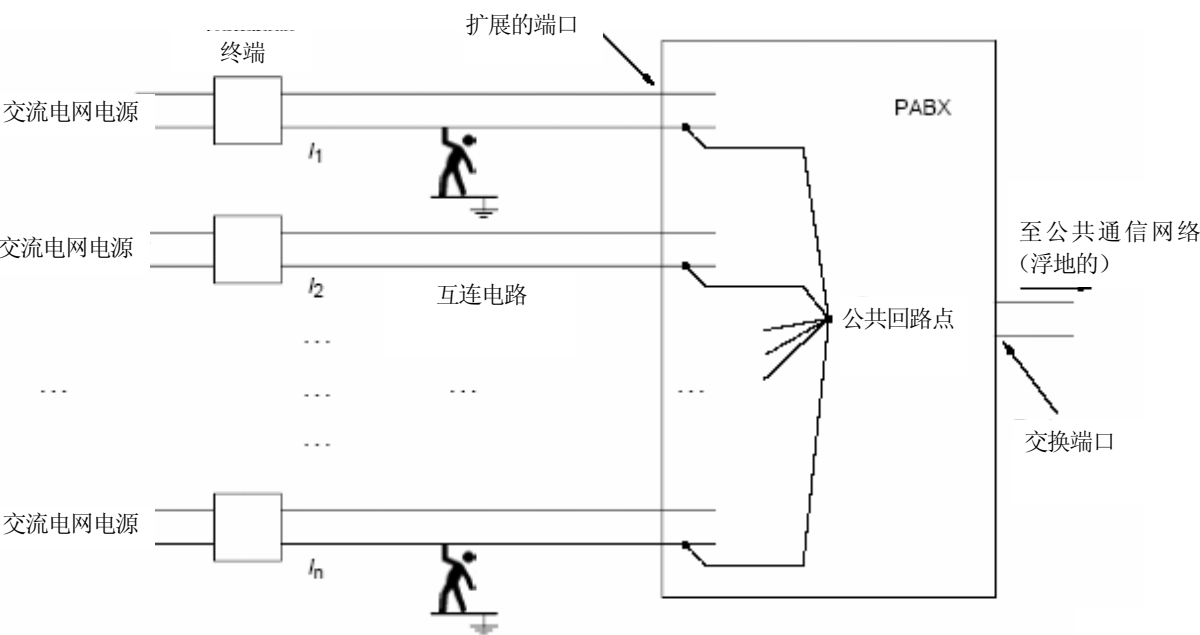 扩展的端口
终端
交流电网电源
PABX
I1
交流电网电源
至公共通信网络
（浮地的）
I2
互连电路
公共回路点
...
...
...
...
...
...
交换端口
交流电网电源
In